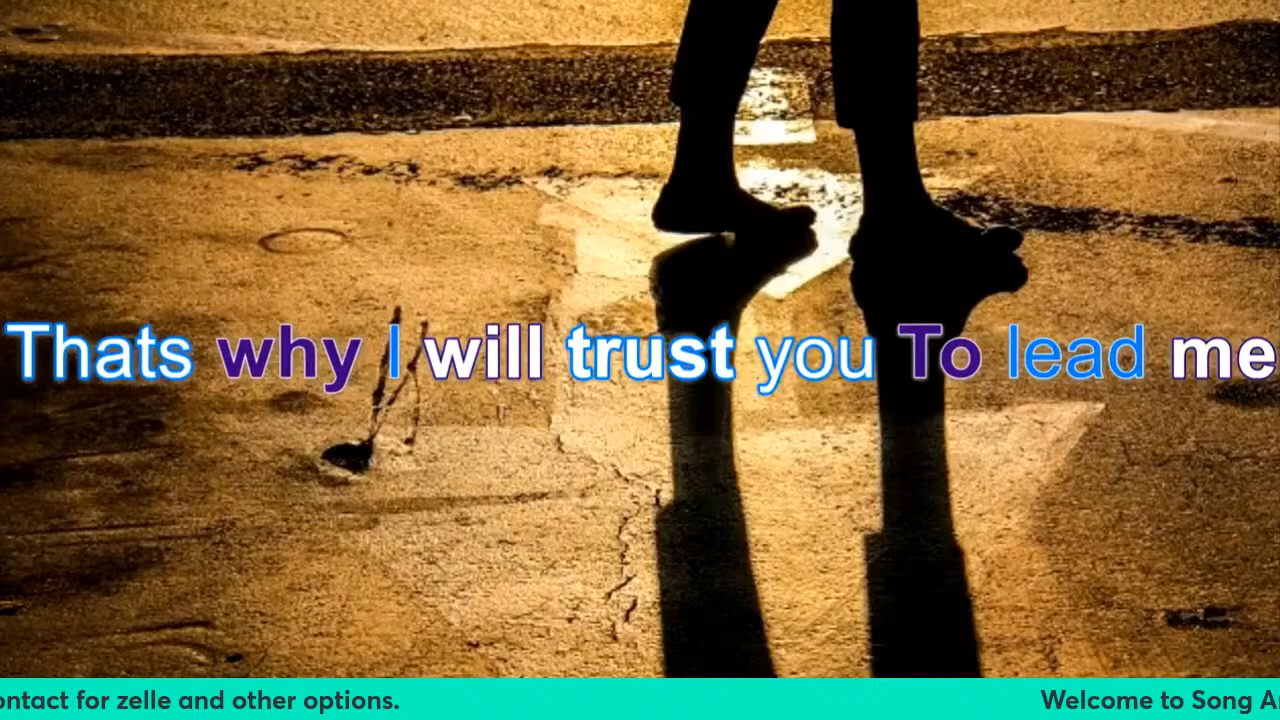 Thats why I will trust you To lead me
ontact for zelle and other options. Welcome to Song